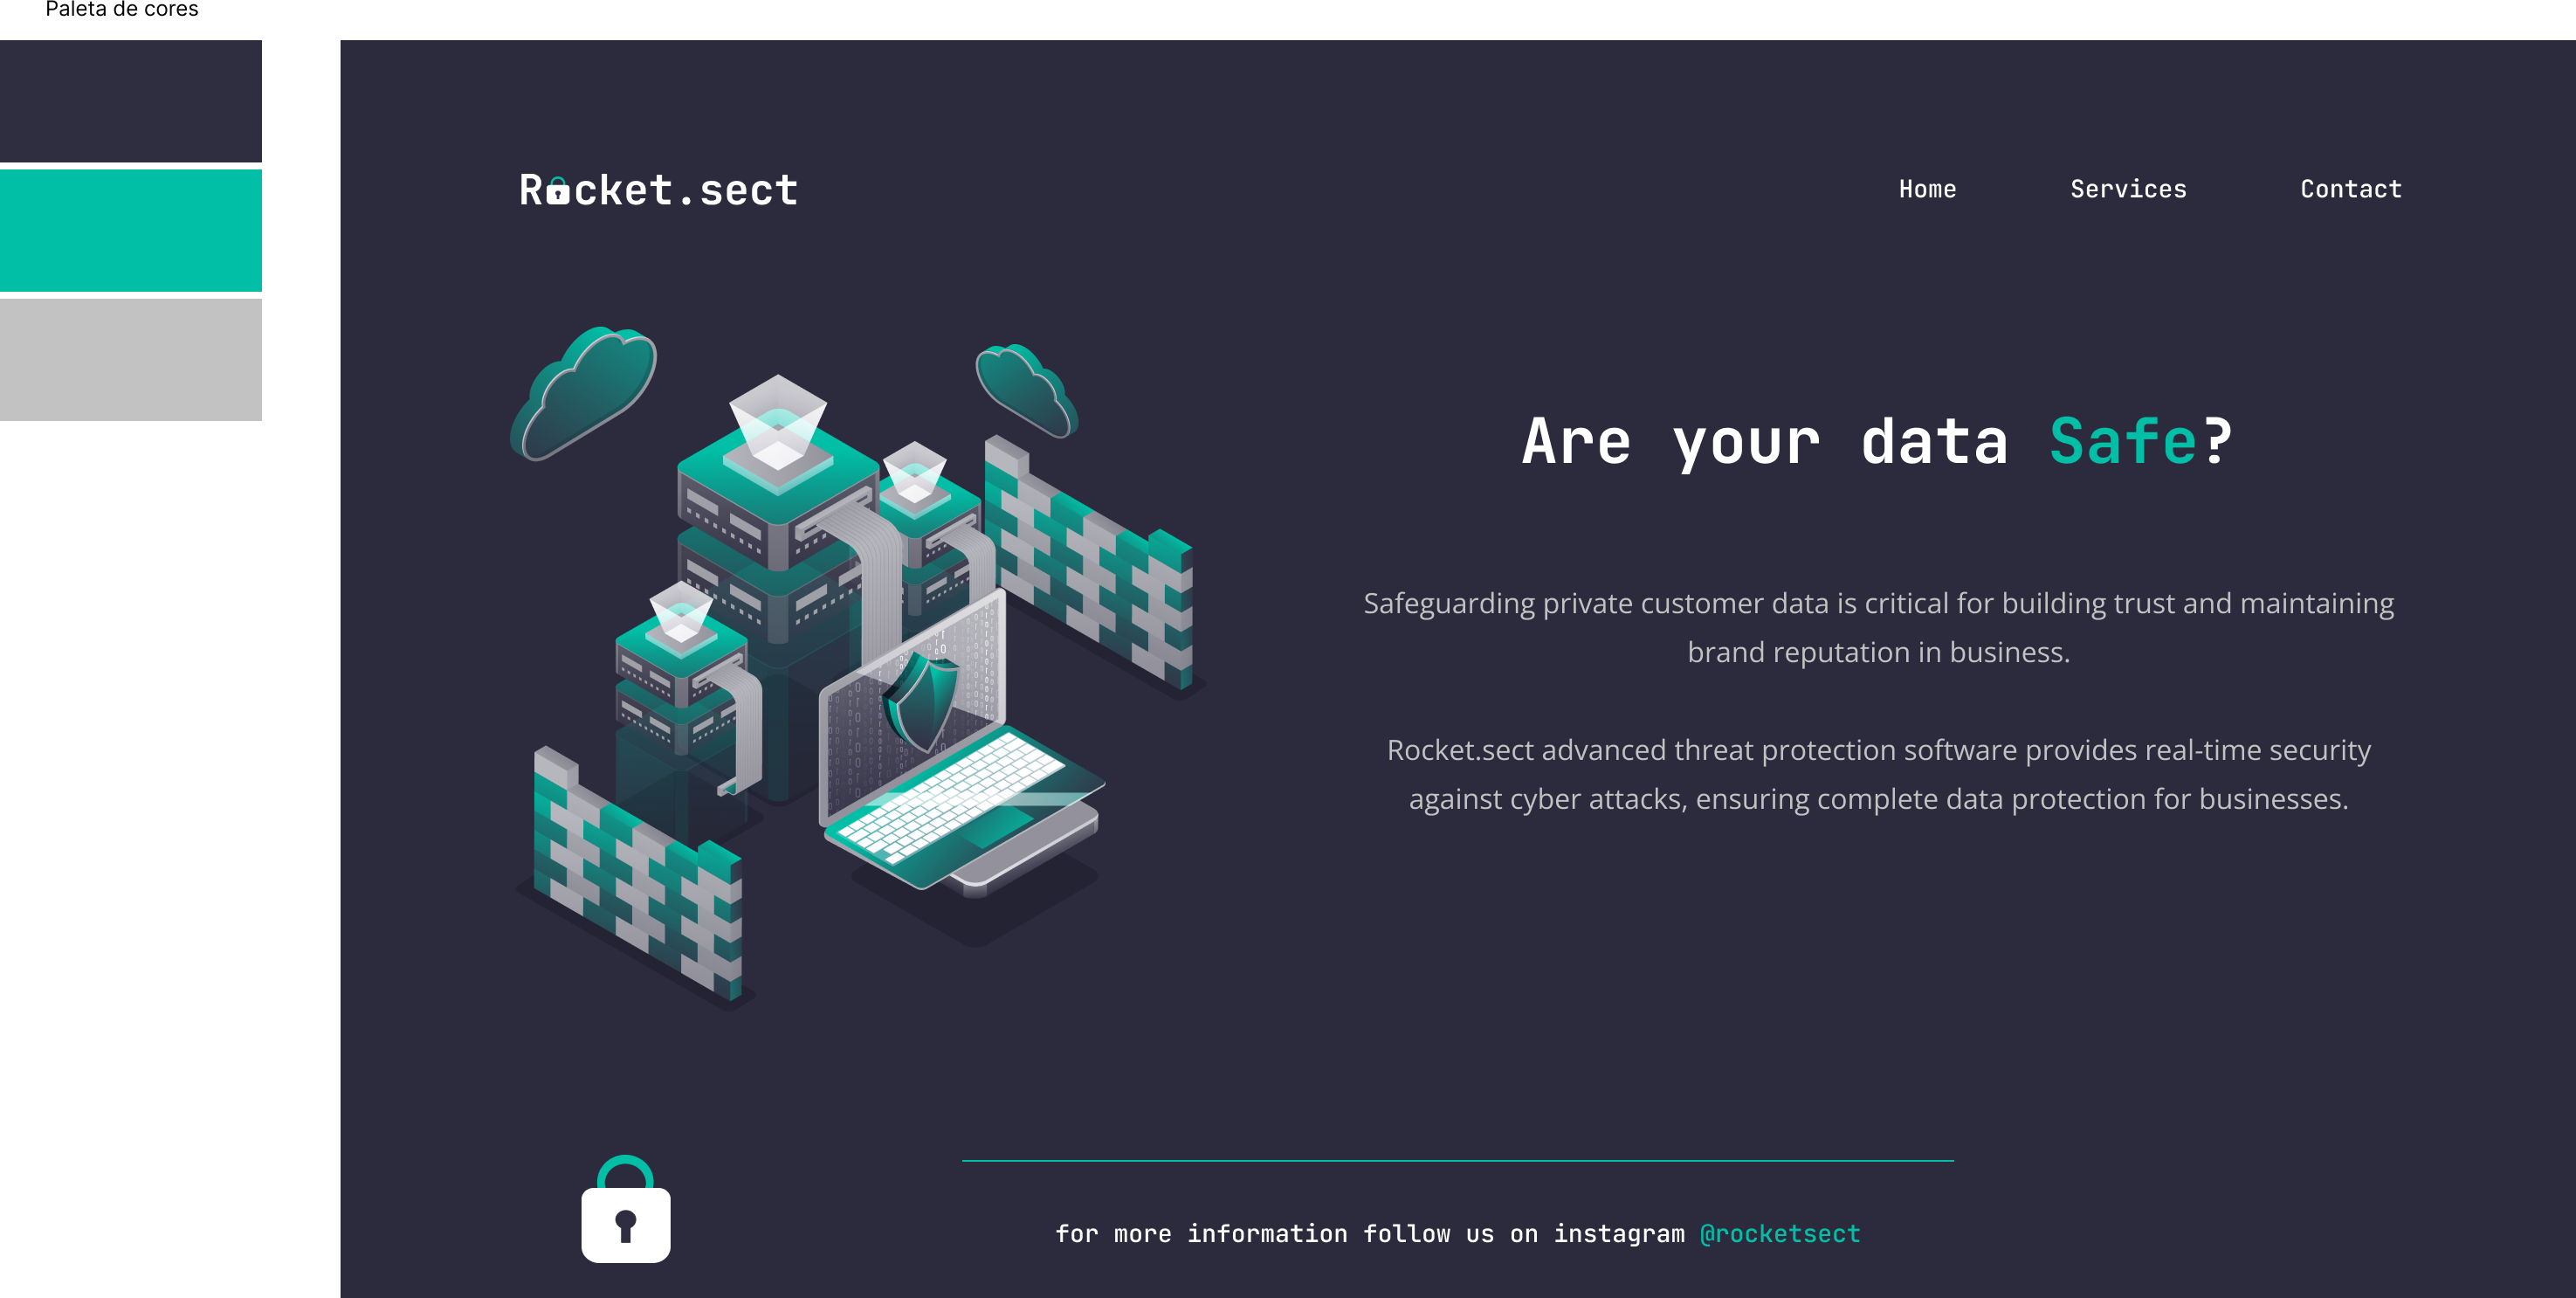 Paleta de cores
Rocket.sect
Home
Services
Contact
Are your data Safe?
Safeguarding private customer data is critical for building trust and maintaining
brand reputation in business.
Rocket.sect advanced threat protection software provides real-time security
against cyber attacks, ensuring complete data protection for businesses.
for more information follow us on instagram @rocketsect